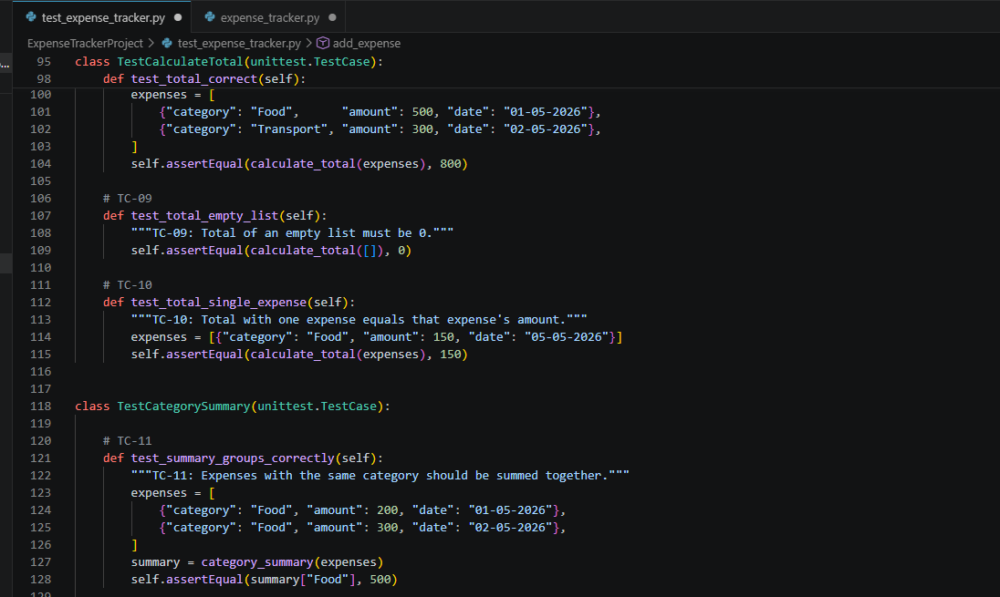 test_expense_tracker.py ● expense_tracker.py ●
ExpenseTrackerProject > test_expense_tracker.py > add_expense
...
95 class TestCalculateTotal(unittest.TestCase):
98     def test_total_correct(self):
100         expenses = [
101             {"category": "Food",      "amount": 500, "date": "01-05-2026"},
102             {"category": "Transport", "amount": 300, "date": "02-05-2026"},
103         ]
104         self.assertEqual(calculate_total(expenses), 800)
105
106     # TC-09
107     def test_total_empty_list(self):
108         """TC-09: Total of an empty list must be 0."""
109         self.assertEqual(calculate_total([]), 0)
110
111     # TC-10
112     def test_total_single_expense(self):
113         """TC-10: Total with one expense equals that expense's amount."""
114         expenses = [{"category": "Food", "amount": 150, "date": "05-05-2026"}]
115         self.assertEqual(calculate_total(expenses), 150)
116
117
118 class TestCategorySummary(unittest.TestCase):
119
120     # TC-11
121     def test_summary_groups_correctly(self):
122         """TC-11: Expenses with the same category should be summed together."""
123         expenses = [
124             {"category": "Food", "amount": 200, "date": "01-05-2026"},
125             {"category": "Food", "amount": 300, "date": "02-05-2026"},
126         ]
127         summary = category_summary(expenses)
128         self.assertEqual(summary["Food"], 500)
129